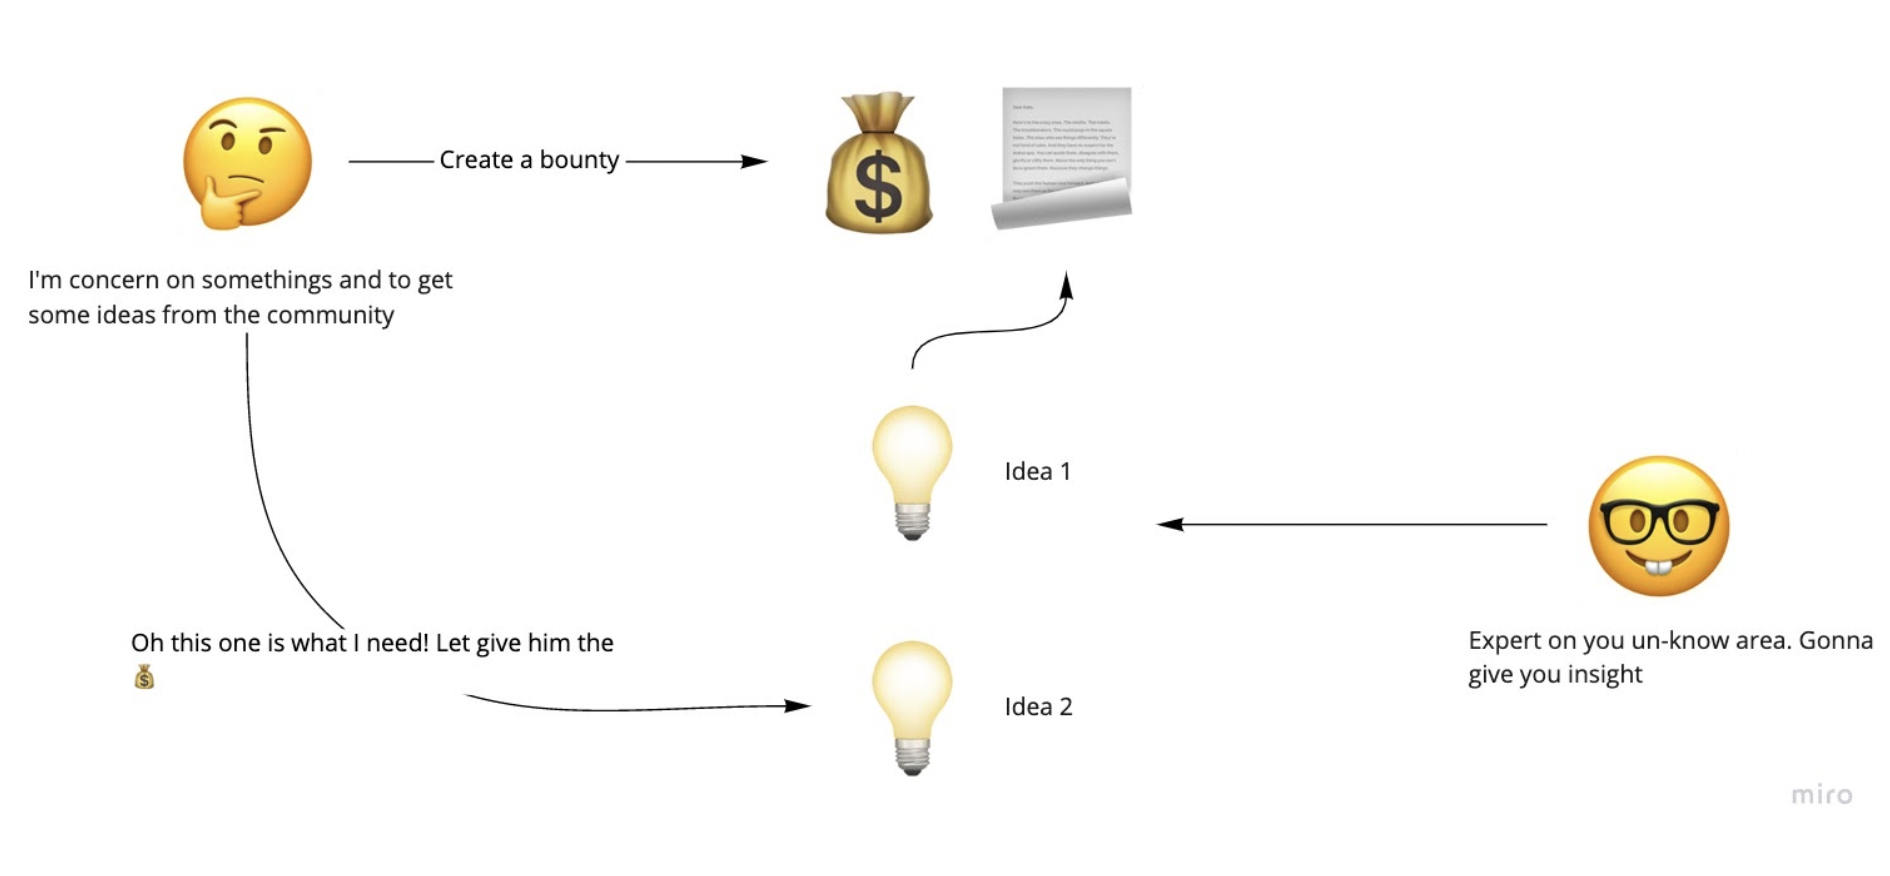 Create a bounty
I'm concern on somethings and to get
some ideas from the community
Idea 1
Oh this one is what I need! Let give him the
Idea 2
Expert on you un-know area. Gonna
give you insight
miro